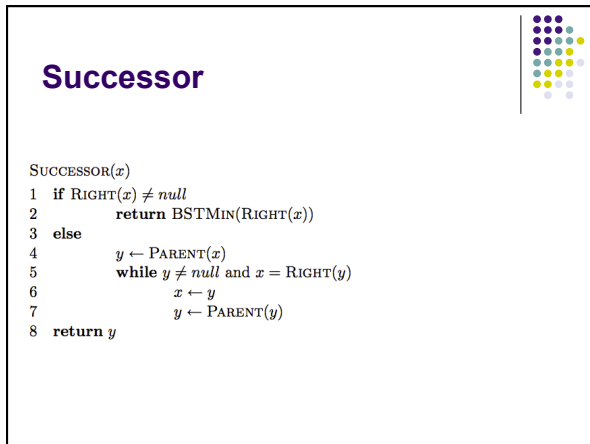 Successor
SUCCESSOR(x)
1 if RIGHT(x) ≠ null
2 return BSTMIN(RIGHT(x))
3 else
4 y ← PARENT(x)
5 while y ≠ null and x = RIGHT(y)
6 x ← y
7 y ← PARENT(y)
8 return y